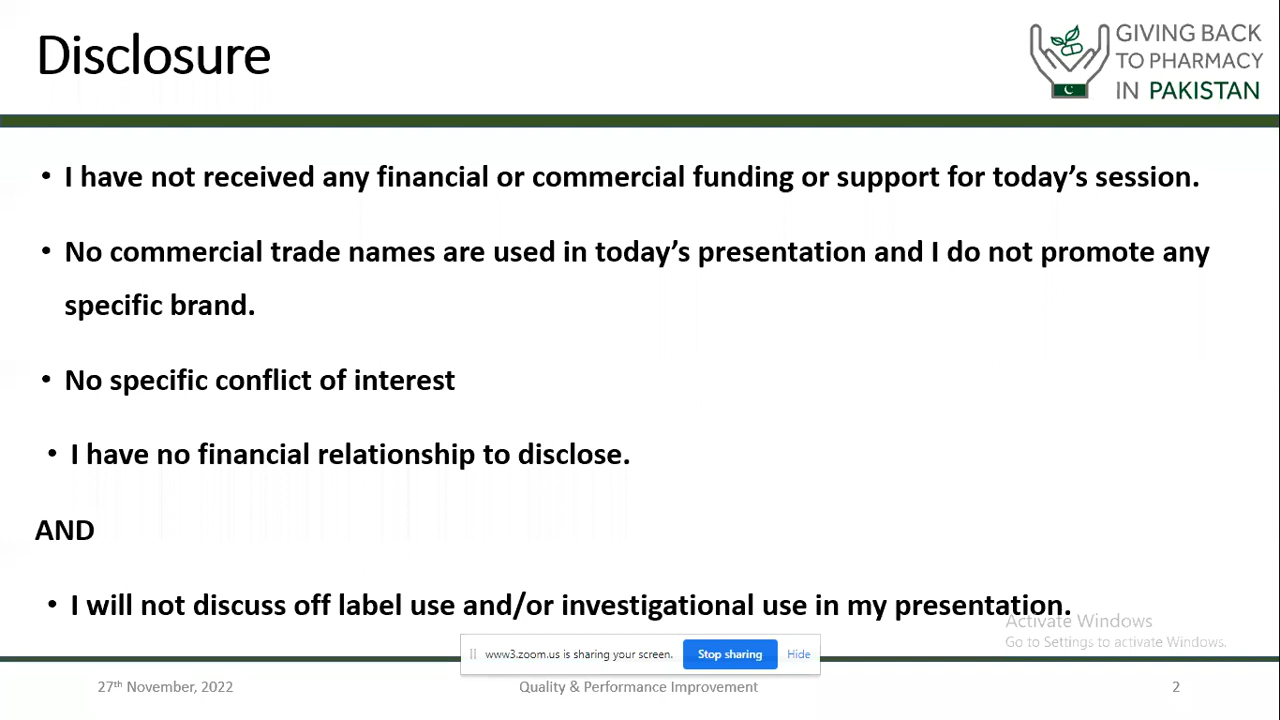 Disclosure
GIVING BACK
TO PHARMACY
IN PAKISTAN
• I have not received any financial or commercial funding or support for today’s session.
• No commercial trade names are used in today’s presentation and I do not promote any
specific brand.
• No specific conflict of interest
• I have no financial relationship to disclose.
AND
• I will not discuss off label use and/or investigational use in my presentation.
Activate Windows
Go to Settings to activate Windows.
www3.zoom.us is sharing your screen. Stop sharing Hide
27th November, 2022 Quality & Performance Improvement 2